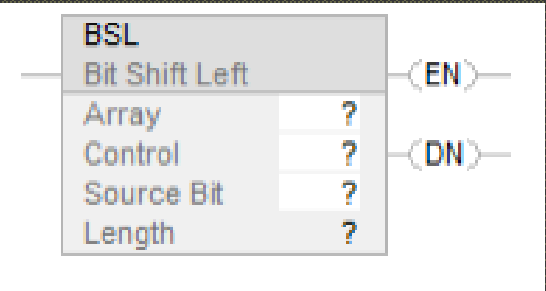 BSL
Bit Shift Left
EN
Array ?
Control ?
DN
Source Bit ?
Length ?